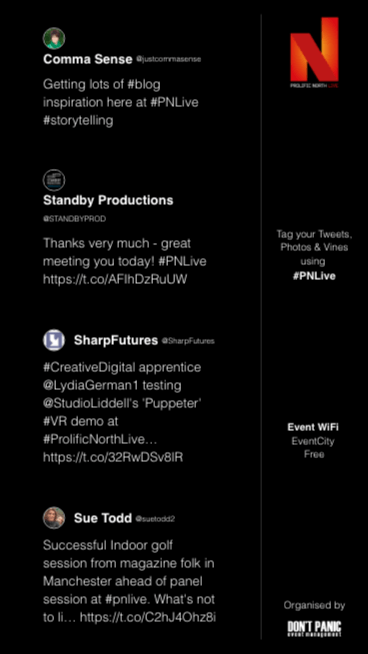 Comma Sense @justcommasense
Getting lots of #blog
inspiration here at #PNLive
#storytelling
Standby Productions
@STANDBYPROD
Thanks very much - great
meeting you today! #PNLive
https://t.co/AFIhDzRuUW
SharpFutures @SharpFutures
#CreativeDigital apprentice
@LydiaGerman1 testing
@StudioLiddell's 'Puppeter'
#VR demo at
#ProlificNorthLive...
https://t.co/32RwDSv8IR
Sue Todd @suetodd2
Successful Indoor golf
session from magazine folk in
Manchester ahead of panel
session at #pnlive. What's not
to li... https://t.co/C2hJ4Ohz8i
N
PROLIFIC NORTH LIVE
Tag your Tweets,
Photos & Vines
using
#PNLive
Event WiFi
EventCity
Free
Organised by
DON'T PANIC
event management